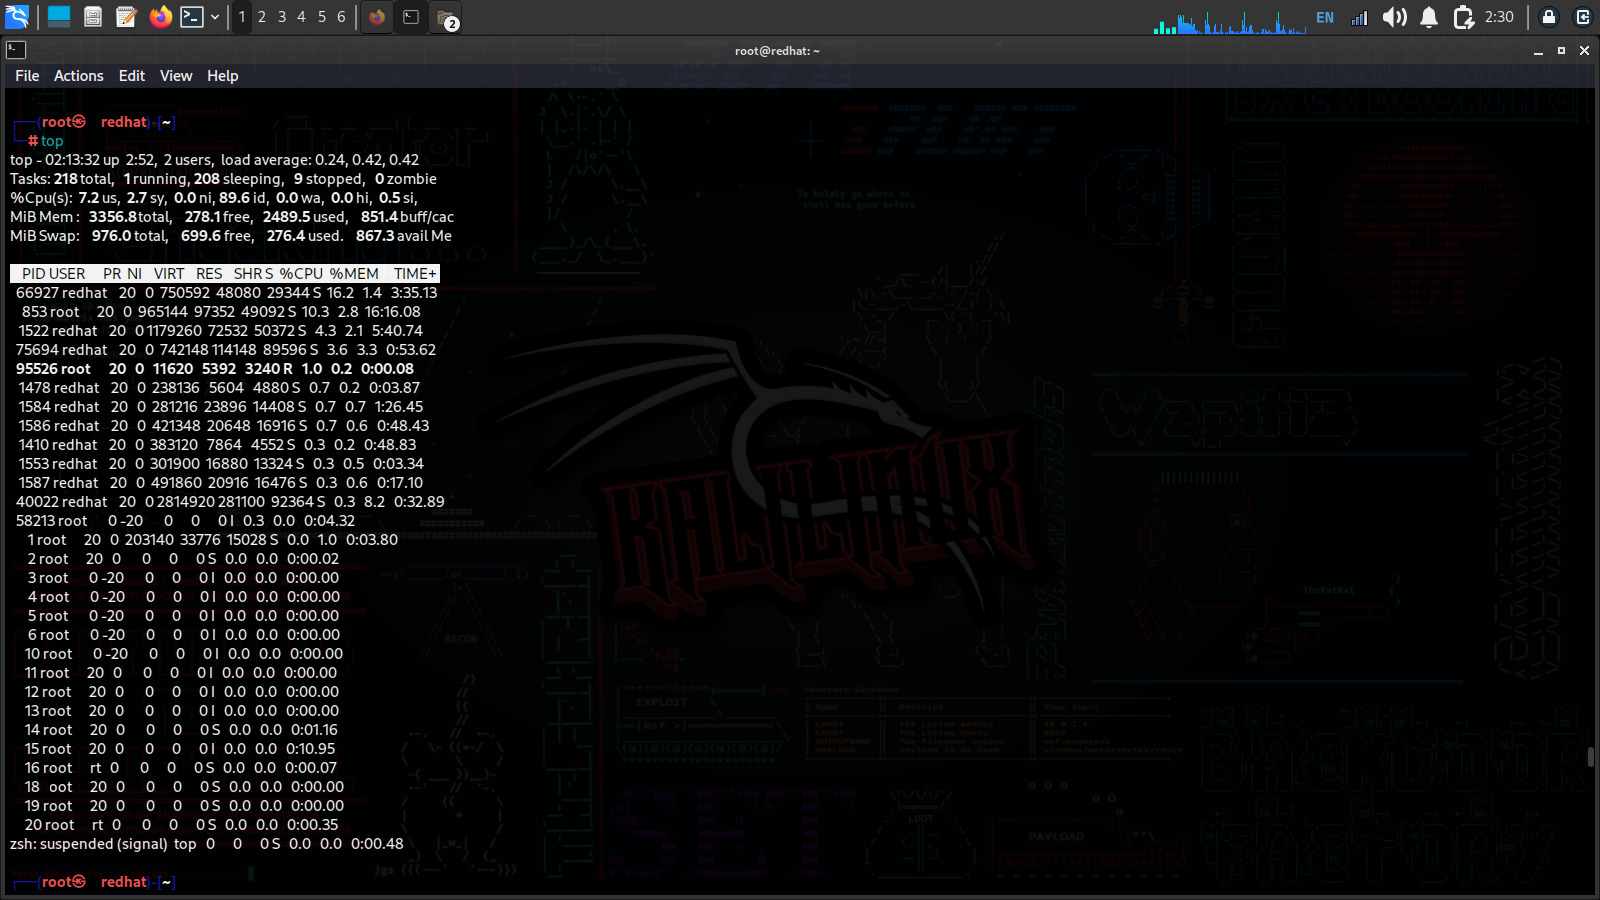 1 2 3 4 5 6
2
EN
2:30
root@redhat: ~
File Actions Edit View Help
┌──(root㉿ redhat)-[~]
└─# top
top - 02:13:32 up 2:52, 2 users, load average: 0.24, 0.42, 0.42
Tasks: 218 total, 1 running, 208 sleeping, 9 stopped, 0 zombie
%Cpu(s): 7.2 us, 2.7 sy, 0.0 ni, 89.6 id, 0.0 wa, 0.0 hi, 0.5 si,
MiB Mem : 3356.8 total, 278.1 free, 2489.5 used, 851.4 buff/cac
MiB Swap: 976.0 total, 699.6 free, 276.4 used. 867.3 avail Me
PID USER PR NI VIRT RES SHR S %CPU %MEM TIME+
66927 redhat 20 0 750592 48080 29344 S 16.2 1.4 3:35.13
853 root 20 0 965144 97352 49092 S 10.3 2.8 16:16.08
1522 redhat 20 0 1179260 72532 50372 S 4.3 2.1 5:40.74
75694 redhat 20 0 742148 114148 89596 S 3.6 3.3 0:53.62
95526 root 20 0 11620 5392 3240 R 1.0 0.2 0:00.08
1478 redhat 20 0 238136 5604 4880 S 0.7 0.2 0:03.87
1584 redhat 20 0 281216 23896 14408 S 0.7 0.7 1:26.45
1586 redhat 20 0 421348 20648 16916 S 0.7 0.6 0:48.43
1410 redhat 20 0 383120 7864 4552 S 0.3 0.2 0:48.83
1553 redhat 20 0 301900 16880 13324 S 0.3 0.5 0:03.34
1587 redhat 20 0 491860 20916 16476 S 0.3 0.6 0:17.10
40022 redhat 20 0 2814920 281100 92364 S 0.3 8.2 0:32.89
58213 root 0 -20 0 0 0 I 0.3 0.0 0:04.32
1 root 20 0 203140 33776 15028 S 0.0 1.0 0:03.80
2 root 20 0 0 0 0 S 0.0 0.0 0:00.02
3 root 0 -20 0 0 0 I 0.0 0.0 0:00.00
4 root 0 -20 0 0 0 I 0.0 0.0 0:00.00
5 root 0 -20 0 0 0 I 0.0 0.0 0:00.00
6 root 0 -20 0 0 0 I 0.0 0.0 0:00.00
10 root 0 -20 0 0 0 I 0.0 0.0 0:00.00
11 root 20 0 0 0 0 I 0.0 0.0 0:00.00
12 root 20 0 0 0 0 I 0.0 0.0 0:00.00
13 root 20 0 0 0 0 I 0.0 0.0 0:00.00
14 root 20 0 0 0 0 S 0.0 0.0 0:01.16
15 root 20 0 0 0 0 I 0.0 0.0 0:10.95
16 root rt 0 0 0 0 S 0.0 0.0 0:00.07
18 oot 20 0 0 0 0 S 0.0 0.0 0:00.00
19 root 20 0 0 0 0 S 0.0 0.0 0:00.00
20 root rt 0 0 0 0 S 0.0 0.0 0:00.35
zsh: suspended (signal) top 0 0 0 S 0.0 0.0 0:00.48
┌──(root㉿ redhat)-[~]
To boldly go where no
shell has gone before
KALI LINUX
TheFatRat
RECON
EXPLOIT
[msf >]
LOOT
PAYLOAD